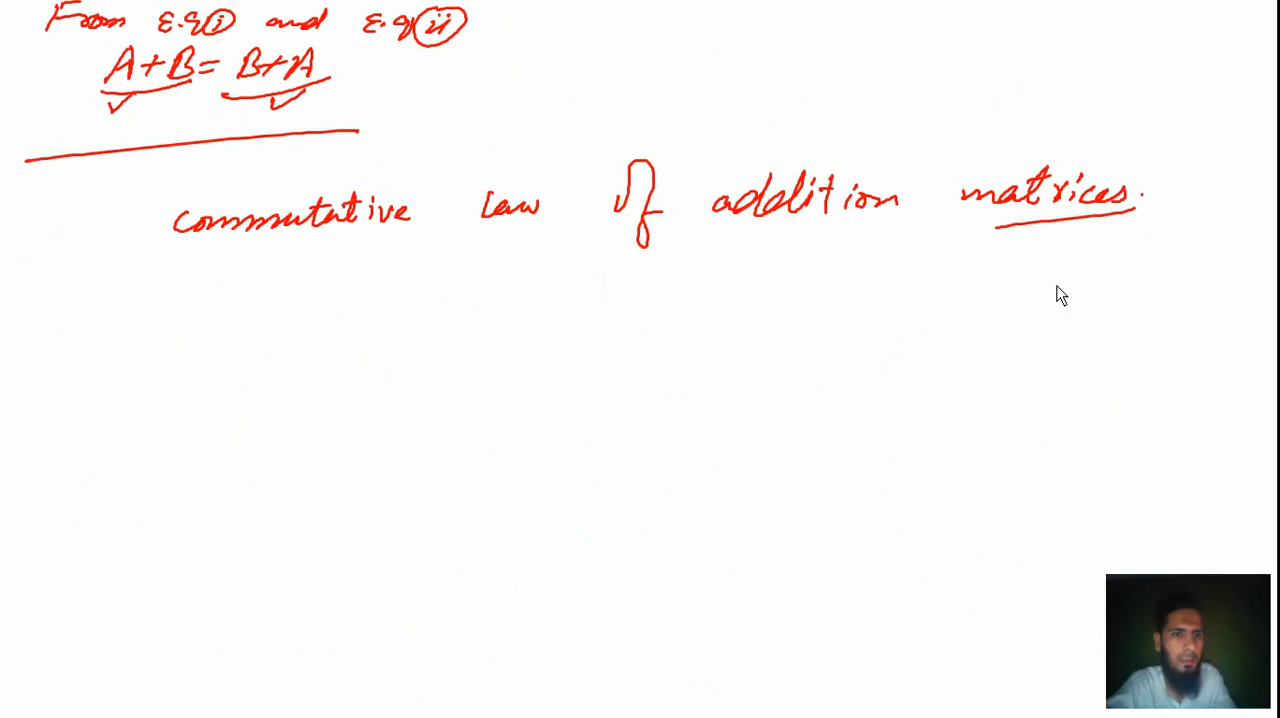 From E.q (i) and E.q (ii)
A+B = B+A
commutative law of addition matrices.